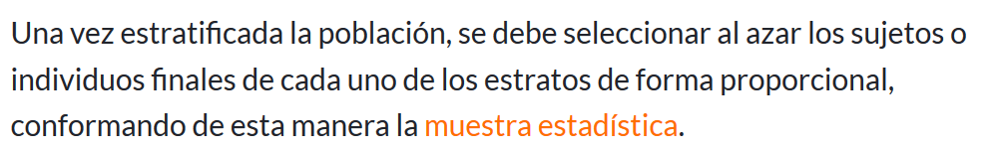 Una vez estratificada la población, se debe seleccionar al azar los sujetos o
individuos finales de cada uno de los estratos de forma proporcional,
conformando de esta manera la muestra estadística.